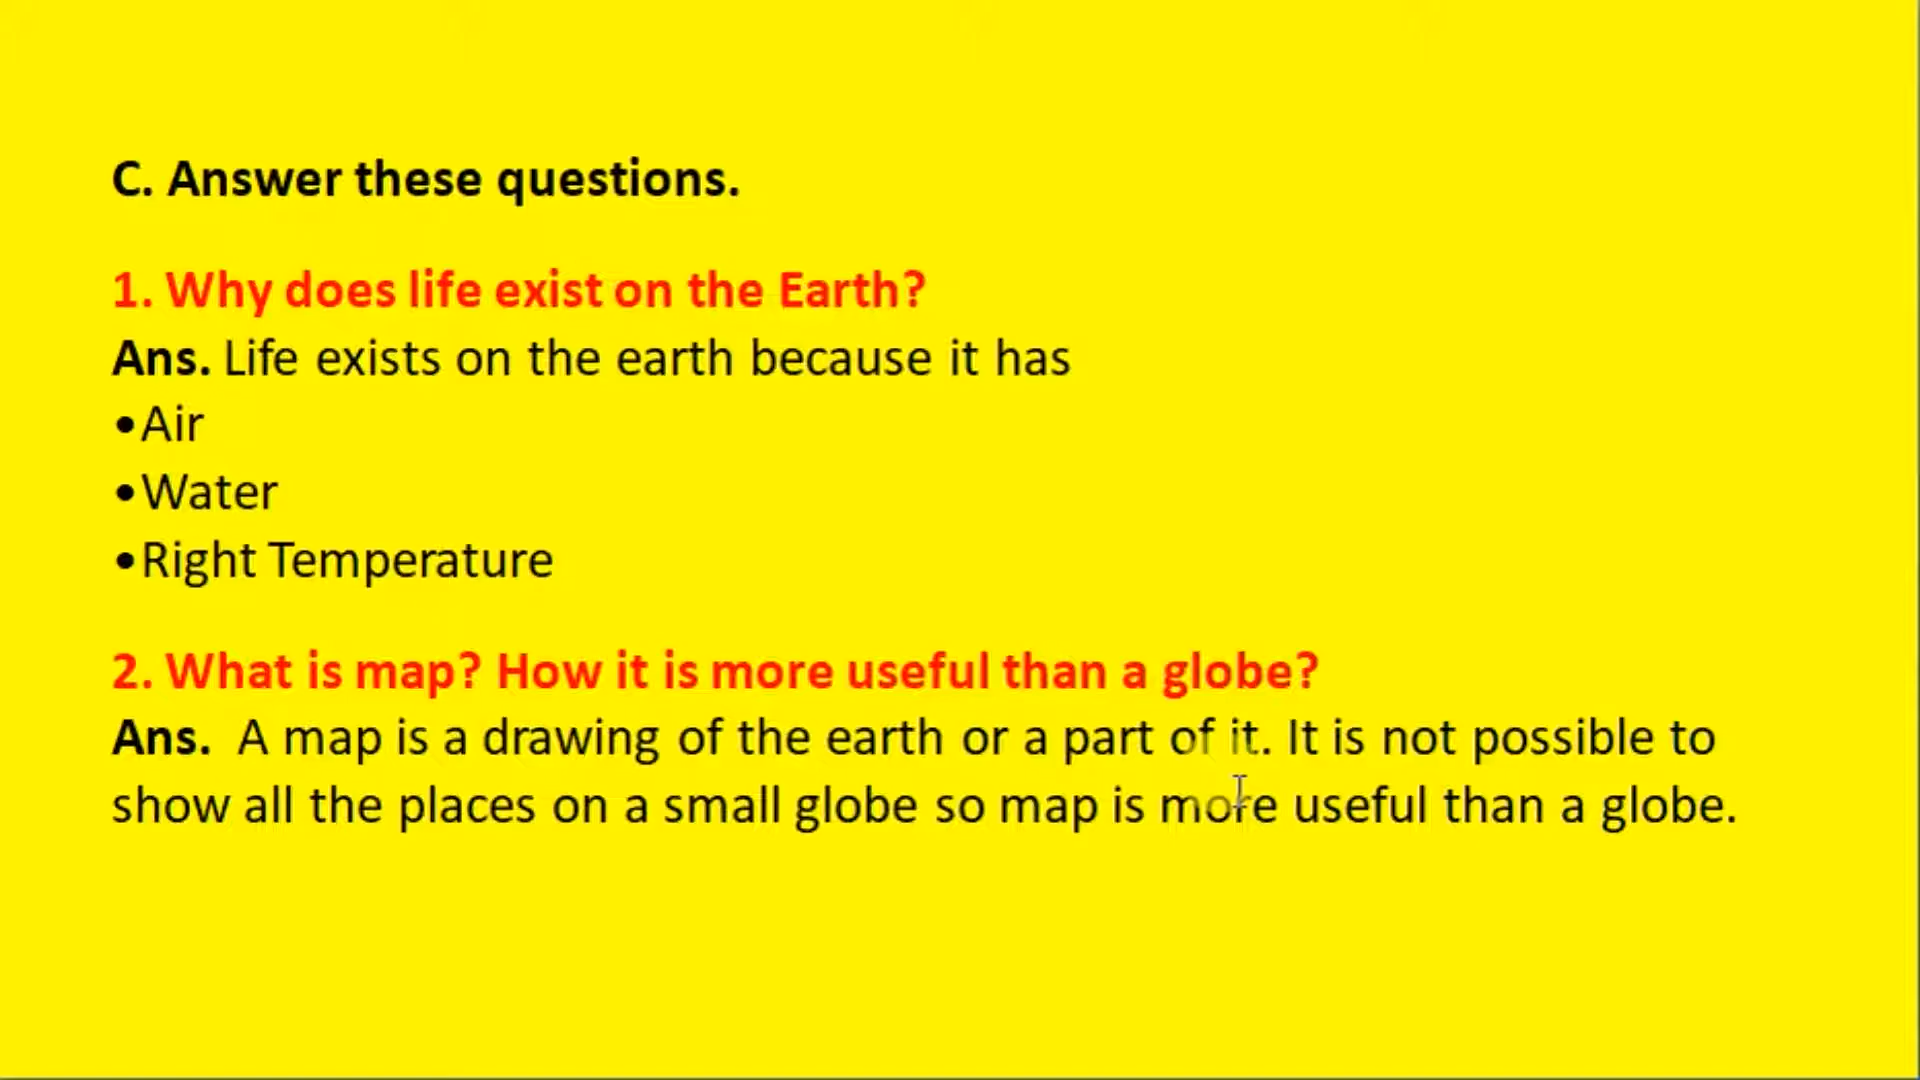 C. Answer these questions.
1. Why does life exist on the Earth?
Ans. Life exists on the earth because it has
•Air
•Water
•Right Temperature
2. What is map? How it is more useful than a globe?
Ans. A map is a drawing of the earth or a part of it. It is not possible to
show all the places on a small globe so map is more useful than a globe.